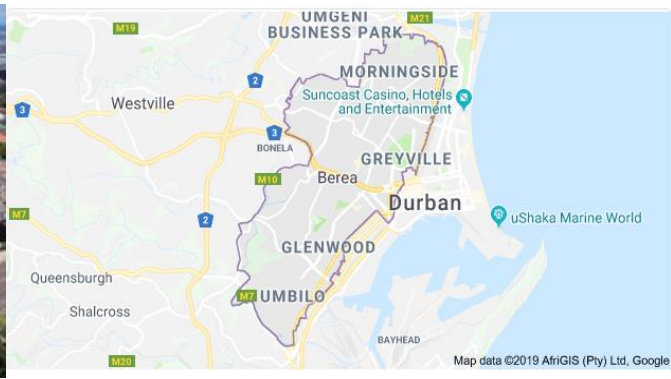 UMGENI
BUSINESS PARK
M19
M21
2
MORNINGSIDE
Westville
Suncoast Casino, Hotels
and Entertainment
3
3
BONELA
GREYVILLE
M10
Berea
Durban
M7
2
uShaka Marine World
GLENWOOD
Queensburgh
M7
UMBILO
Shalcross
BAYHEAD
M20
Map data ©2019 AfriGIS (Pty) Ltd, Google